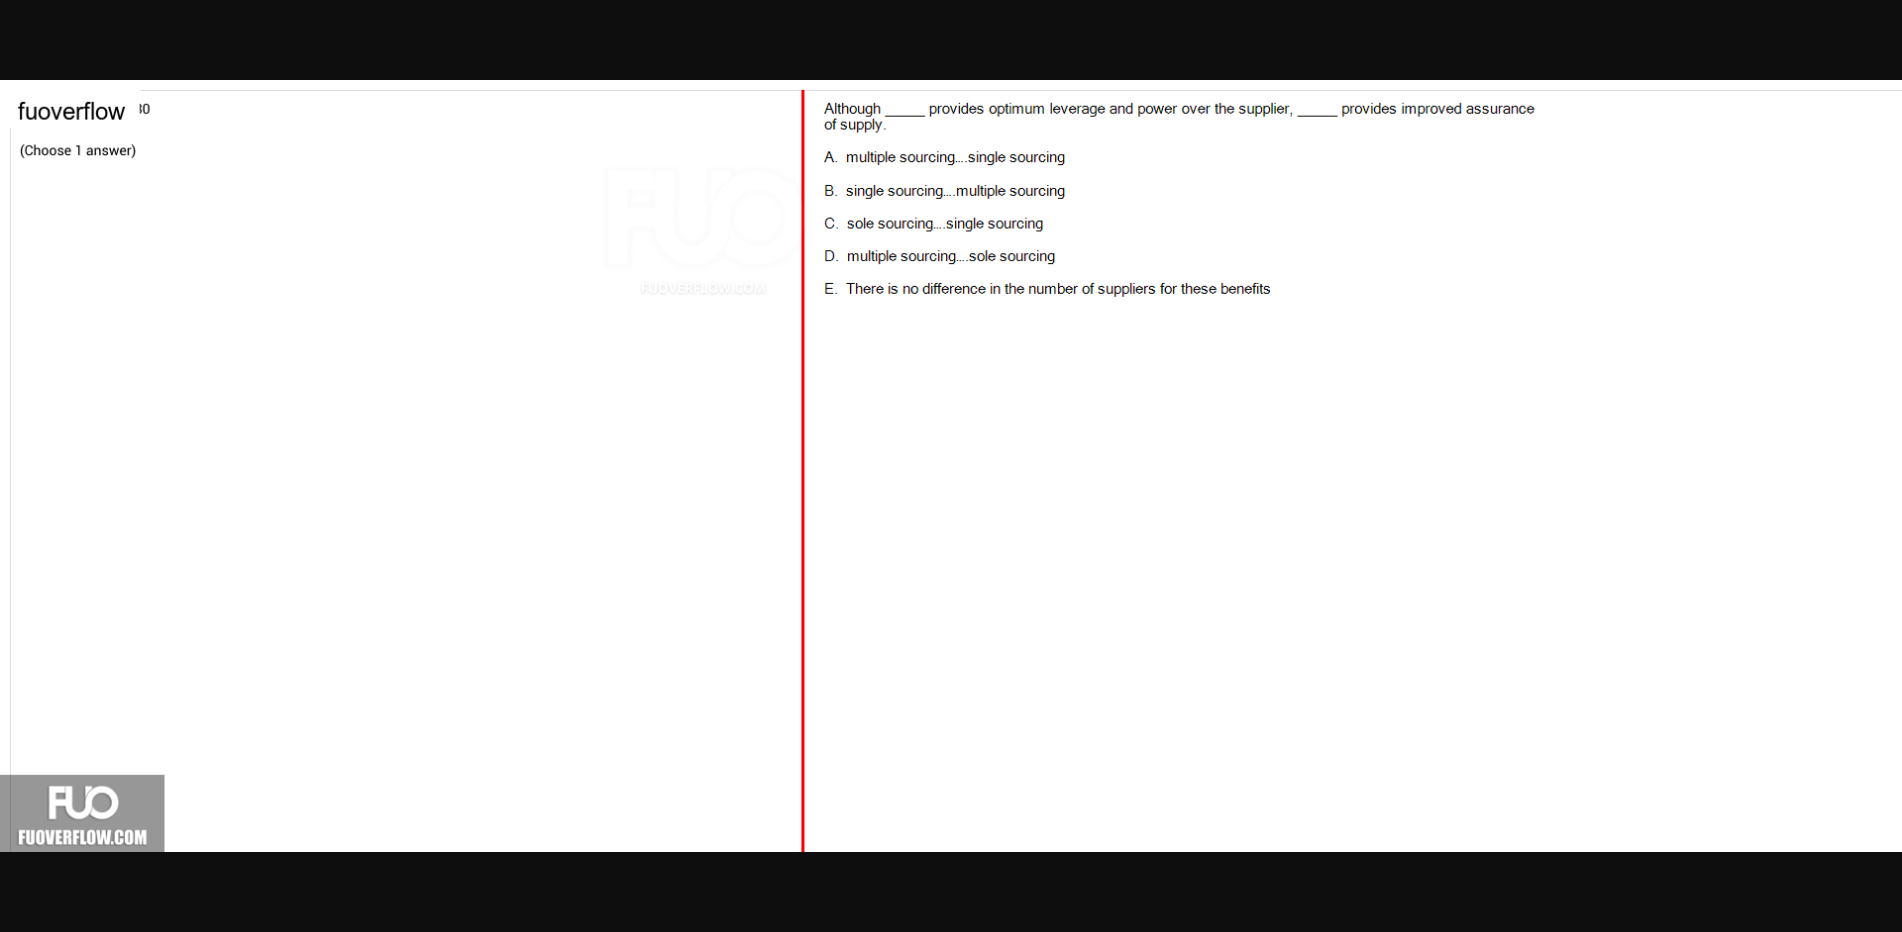 fuoverflow
(Choose 1 answer)
FUO
FUOVERFLOW.COM
Although _____ provides optimum leverage and power over the supplier, _____ provides improved assurance
of supply.
A. multiple sourcing....single sourcing
B. single sourcing....multiple sourcing
C. sole sourcing....single sourcing
D. multiple sourcing....sole sourcing
E. There is no difference in the number of suppliers for these benefits
FUO
FUOVERFLOW.COM